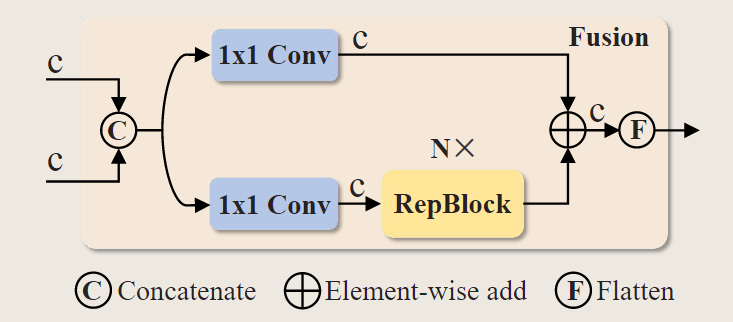 Fusion
c
1x1 Conv
c
C
c
F
N×
c
1x1 Conv
c
RepBlock
C Concatenate
Element-wise add
F Flatten